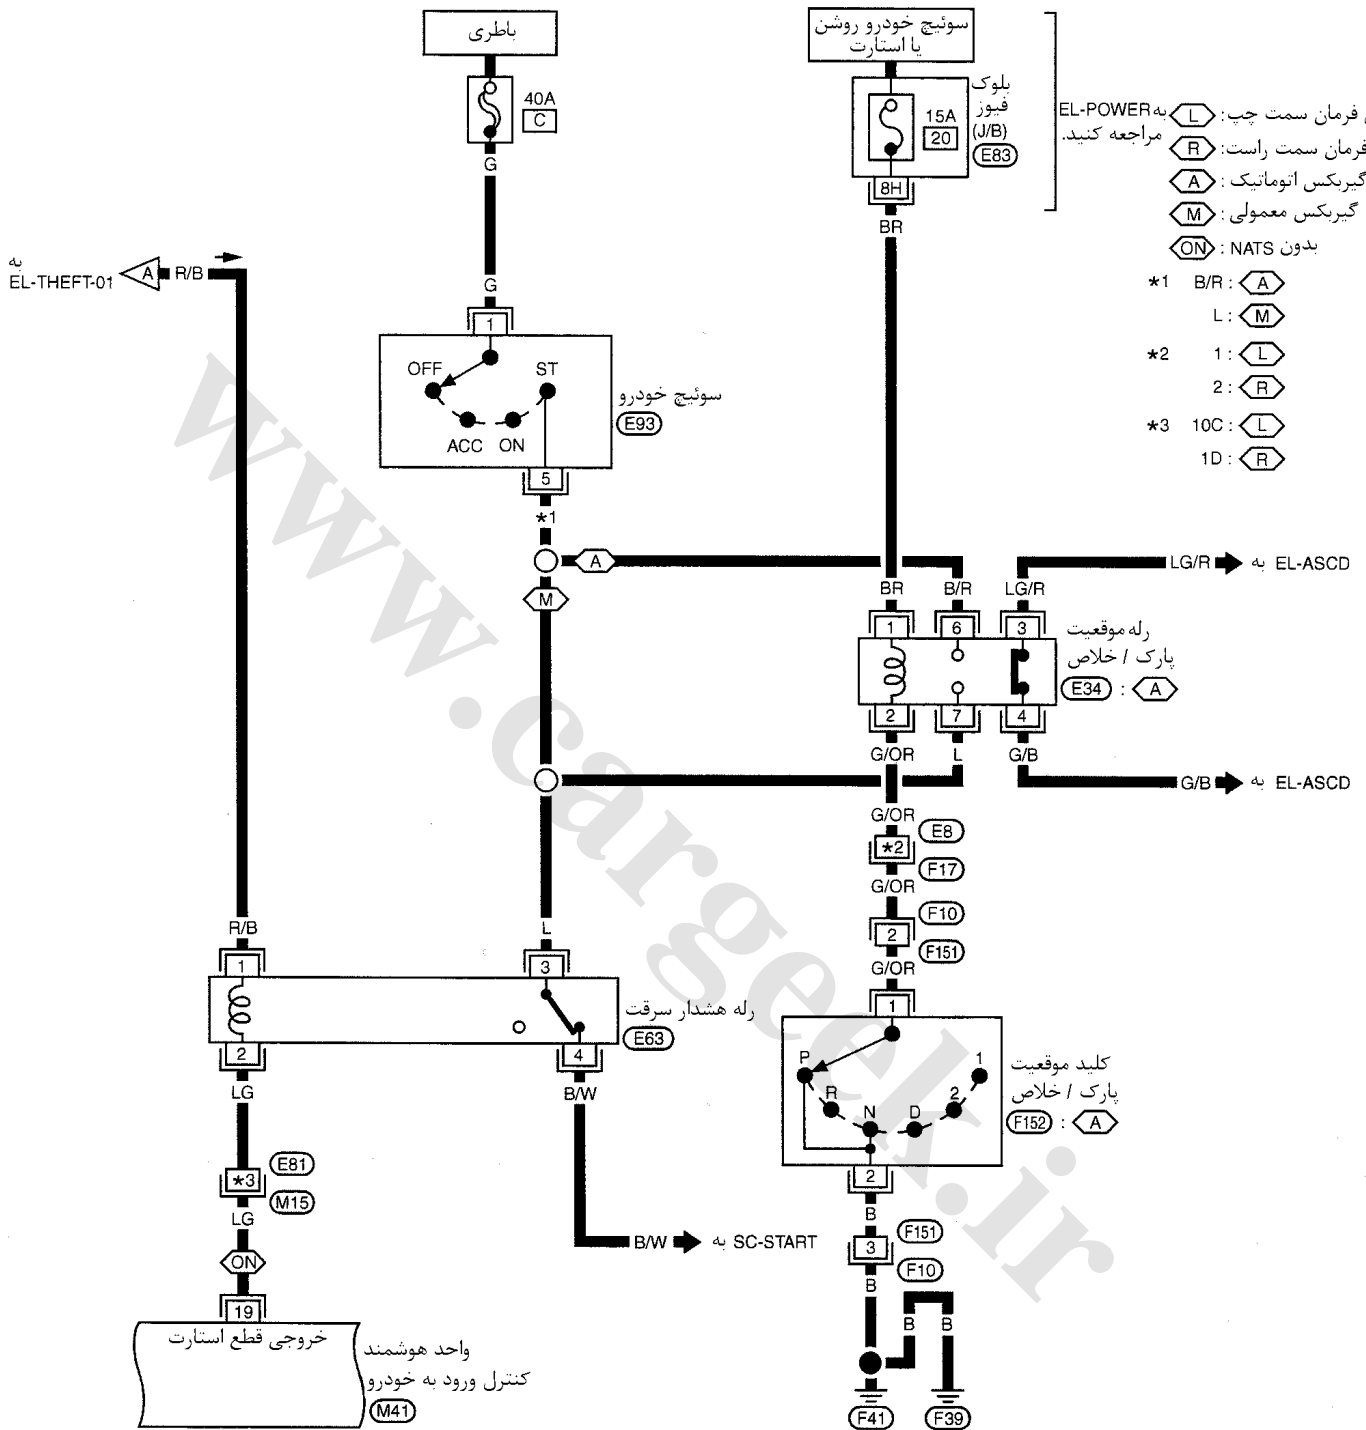 باطری
40A
C
G
G
سوئیچ خودرو روشن
یا استارت
بلوک
فیوز
(J/B)
E83
15A
20
8H
BR
به EL-POWER
مراجعه کنید.
فرمان سمت چپ: L
فرمان سمت راست: R
گیربکس اتوماتیک : A
گیربکس معمولی : M
بدون NATS : ON
*1 B/R : A
L : M
*2 1 : L
2 : R
*3 10C : L
1D : R
به
EL-THEFT-01
A
R/B
1
OFF
ST
ACC
ON
سوئیچ خودرو
E93
5
*1
A
M
BR
B/R
LG/R
LG/R
به EL-ASCD
1
6
3
رله موقعیت
پارک / خلاص
E34 : A
2
7
4
G/OR
L
G/B
G/B
به EL-ASCD
G/OR
E8
*2
F17
G/OR
F10
2
F151
G/OR
R/B
L
1
3
رله هشدار سرقت
E63
2
4
LG
B/W
1
P
R
N
D
2
1
کلید موقعیت
پارک / خلاص
F152 : A
2
B
E81
*3
M15
LG
ON
19
B/W
به SC-START
F151
3
F10
B
B
B
F41
F39
خروجی قطع استارت
واحد هوشمند
کنترل ورود به خودرو
M41
www.cargeek.ir